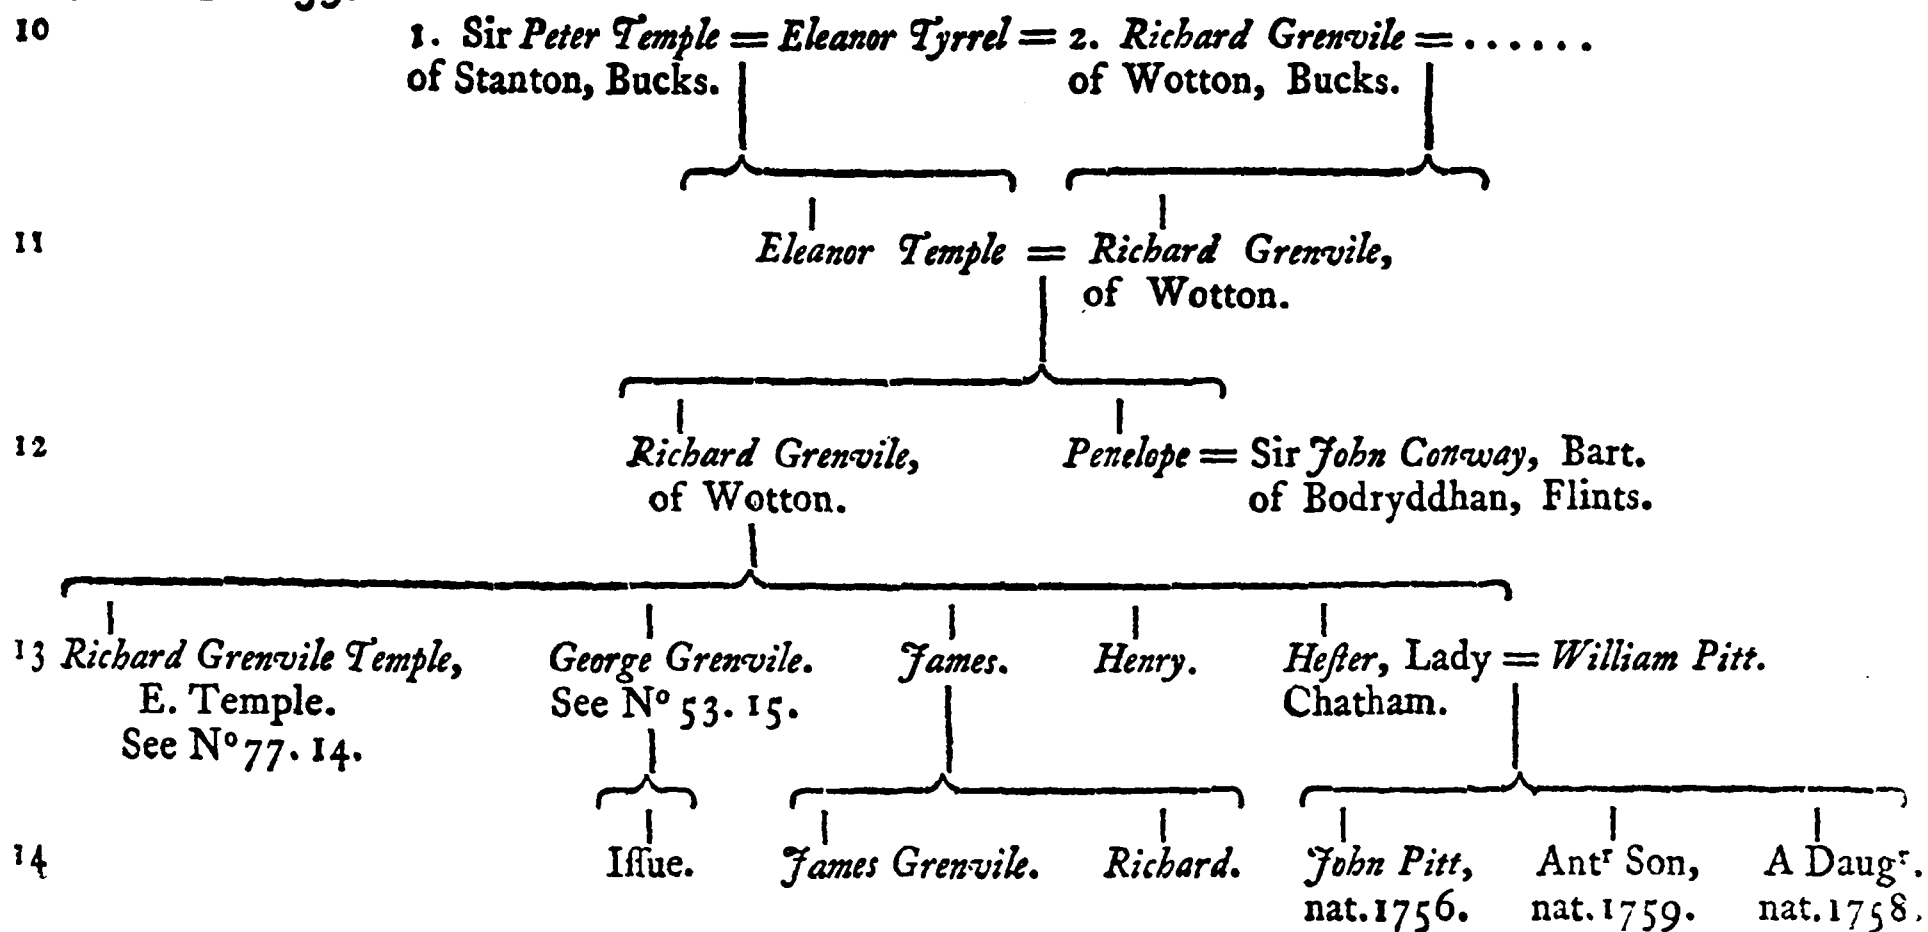 10 1. Sir Peter Temple = Eleanor Tyrrel = 2. Richard Grenvile = . . . . . .
of Stanton, Bucks. of Wotton, Bucks.
11 Eleanor Temple = Richard Grenvile,
of Wotton.
12 Richard Grenvile, Penelope = Sir John Conway, Bart.
of Wotton. of Bodryddhan, Flints.
13 Richard Grenvile Temple, George Grenvile. James. Henry. Heſter, Lady = William Pitt.
E. Temple. See Nº 53. 15. Chatham.
See Nº 77. 14.
14 Iſſue. James Grenvile. Richard. John Pitt, Antʳ Son, A Daugʳ.
nat. 1756. nat. 1759. nat. 1758.